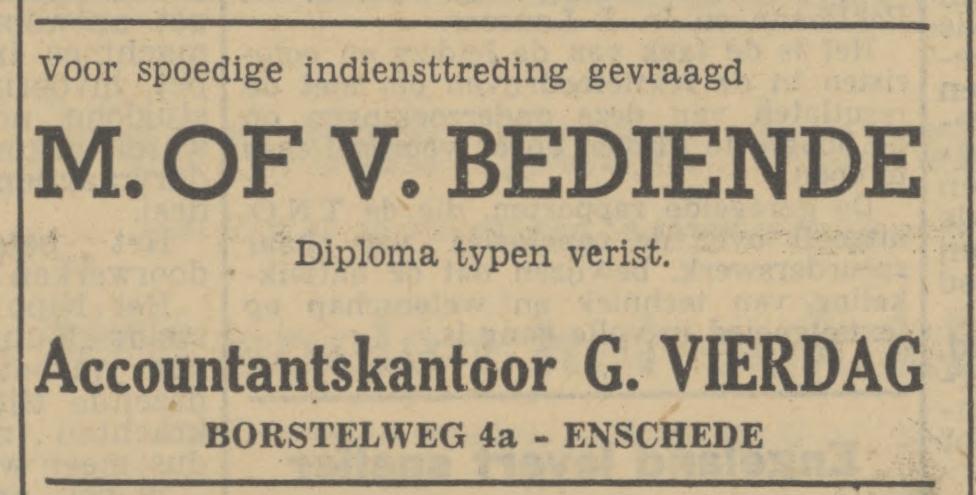 Voor spoedige indiensttreding gevraagd
M. OF V. BEDIENDE
Diploma typen verist.
Accountantskantoor G. VIERDAG
BORSTELWEG 4a - ENSCHEDE